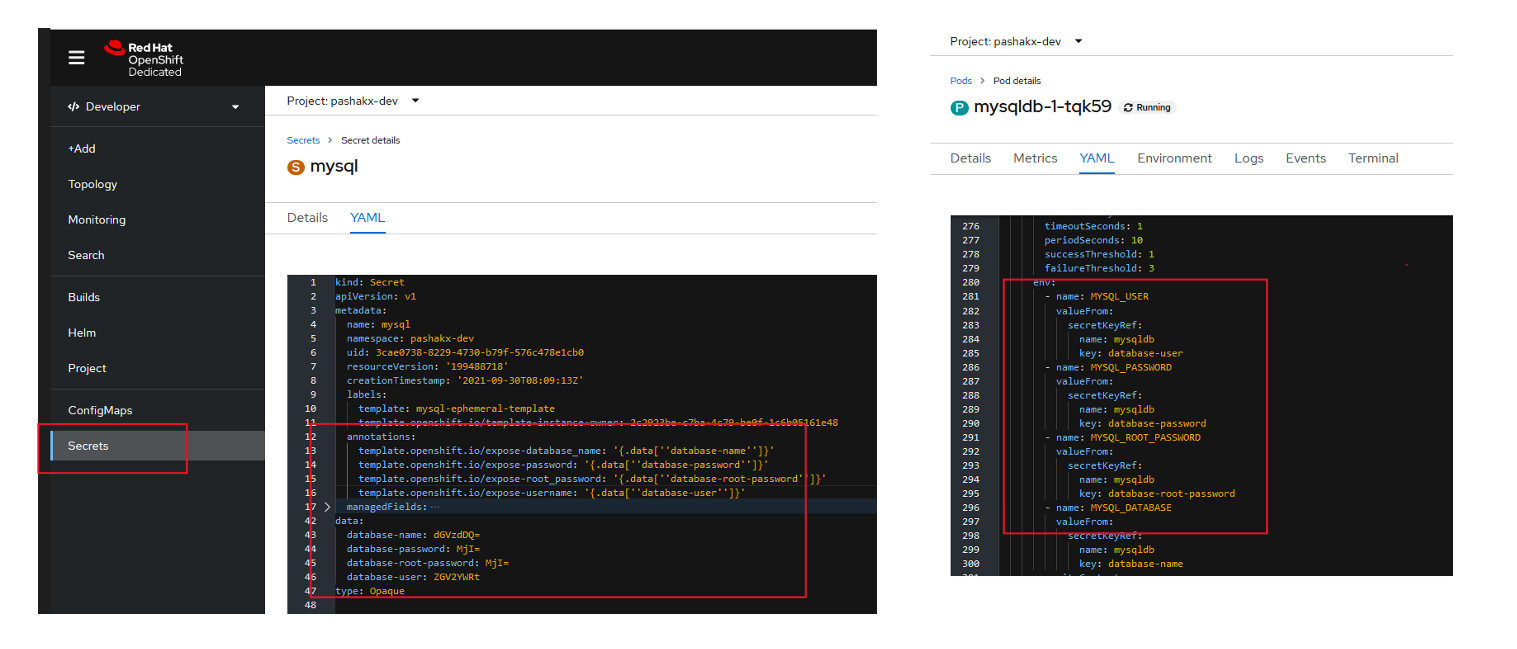 Red Hat
OpenShift
Dedicated
</> Developer
+Add
Topology
Monitoring
Search
Builds
Helm
Project
ConfigMaps
Secrets
Project: pashakx-dev
Secrets > Secret details
S mysql
Details YAML
1 kind: Secret
2 apiVersion: v1
3 metadata:
4 name: mysql
5 namespace: pashakx-dev
6 uid: 3cae0738-8229-4730-b79f-576c478e1cb0
7 resourceVersion: '199488718'
8 creationTimestamp: '2021-09-30T08:09:13Z'
9 labels:
10 template: mysql-ephemeral-template
11 template.openshift.io/template-instance-owner: 2c2923be-c7ba-4c79-be0f-1c6b05161e48
12 annotations:
13 template.openshift.io/expose-database_name: '{.data[''database-name'']}'
14 template.openshift.io/expose-password: '{.data[''database-password'']}'
15 template.openshift.io/expose-root_password: '{.data[''database-root-password'']}'
16 template.openshift.io/expose-username: '{.data[''database-user'']}'
17 > managedFields: ...
42 data:
43 database-name: dGVzdDQ=
44 database-password: MjI=
45 database-root-password: MjI=
46 database-user: ZGV2YWRt
47 type: Opaque
48
Project: pashakx-dev
Pods > Pod details
P mysqldb-1-tqk59 Running
Details Metrics YAML Environment Logs Events Terminal
276 timeoutSeconds: 1
277 periodSeconds: 10
278 successThreshold: 1
279 failureThreshold: 3
280 env:
281 - name: MYSQL_USER
282 valueFrom:
283 secretKeyRef:
284 name: mysqldb
285 key: database-user
286 - name: MYSQL_PASSWORD
287 valueFrom:
288 secretKeyRef:
289 name: mysqldb
290 key: database-password
291 - name: MYSQL_ROOT_PASSWORD
292 valueFrom:
293 secretKeyRef:
294 name: mysqldb
295 key: database-root-password
296 - name: MYSQL_DATABASE
297 valueFrom:
298 secretKeyRef:
299 name: mysqldb
300 key: database-name